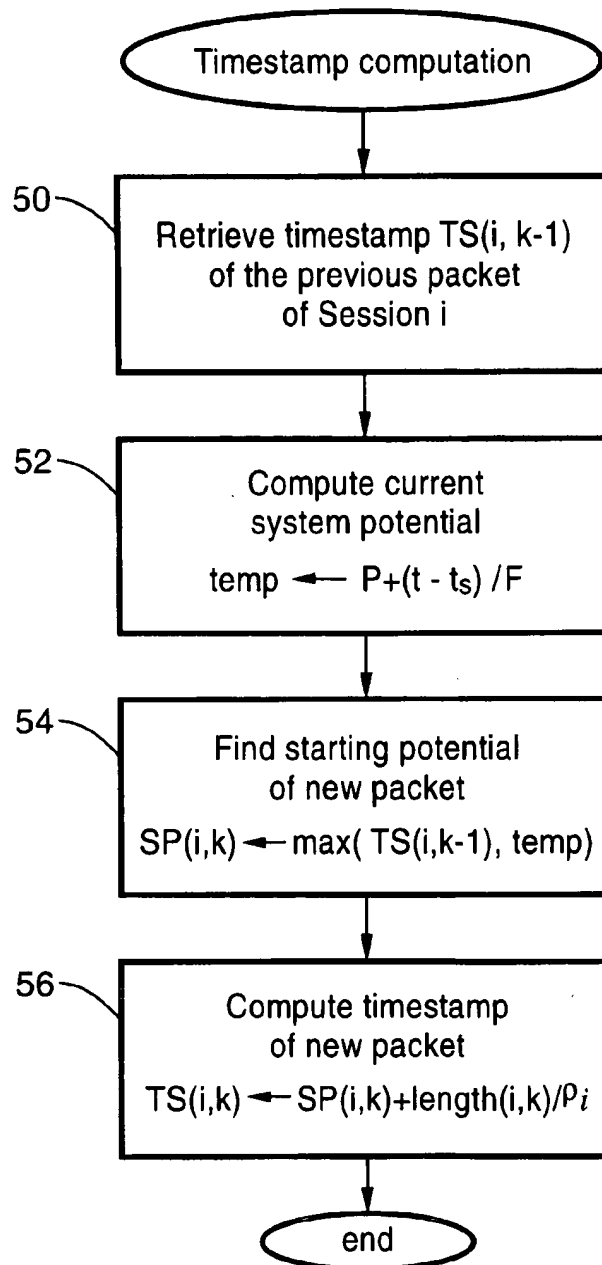 Timestamp computation
50
Retrieve timestamp TS(i, k-1)
of the previous packet
of Session i
52
Compute current
system potential
temp ← P+(t - ts) /F
54
Find starting potential
of new packet
SP(i,k) ← max( TS(i,k-1), temp)
56
Compute timestamp
of new packet
TS(i,k) ← SP(i,k)+length(i,k)/ρi
end